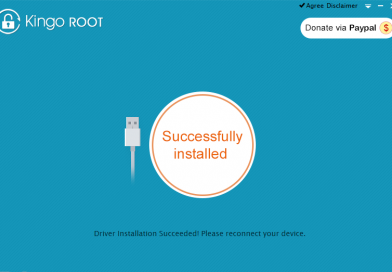 Agree Disclaimer
Kingo ROOT
Donate via Paypal $
Successfully
installed
Driver Installation Succeeded! Please reconnect your device.